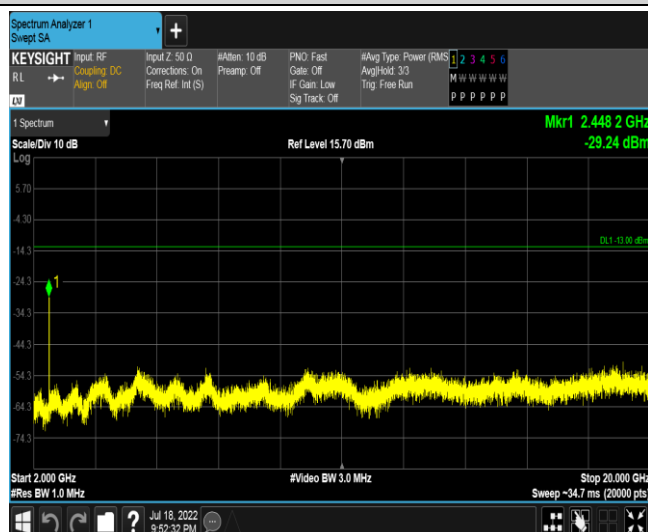 Spectrum Analyzer 1
Swept SA
+
KEYSIGHT Input: RF Input Z: 50 Ω #Atten: 10 dB PNO: Fast #Avg Type: Power (RMS 1 2 3 4 5 6
RL Coupling: DC Corrections: On Preamp: Off Gate: Off Avg|Hold: 3/3 M W W W W W
Align: Off Freq Ref: Int (S) IF Gain: Low Trig: Free Run
Sig Track: Off P P P P P P
LXI
1 Spectrum Mkr1 2.448 2 GHz
Scale/Div 10 dB Ref Level 15.70 dBm -29.24 dBm
Log
5.70
-4.30
DL1 -13.00 dBm
-14.3
-24.3
1
-34.3
-44.3
-54.3
-64.3
-74.3
Start 2.000 GHz #Video BW 3.0 MHz Stop 20.000 GHz
#Res BW 1.0 MHz Sweep ~34.7 ms (20000 pts)
? Jul 18, 2022
9:52:32 PM